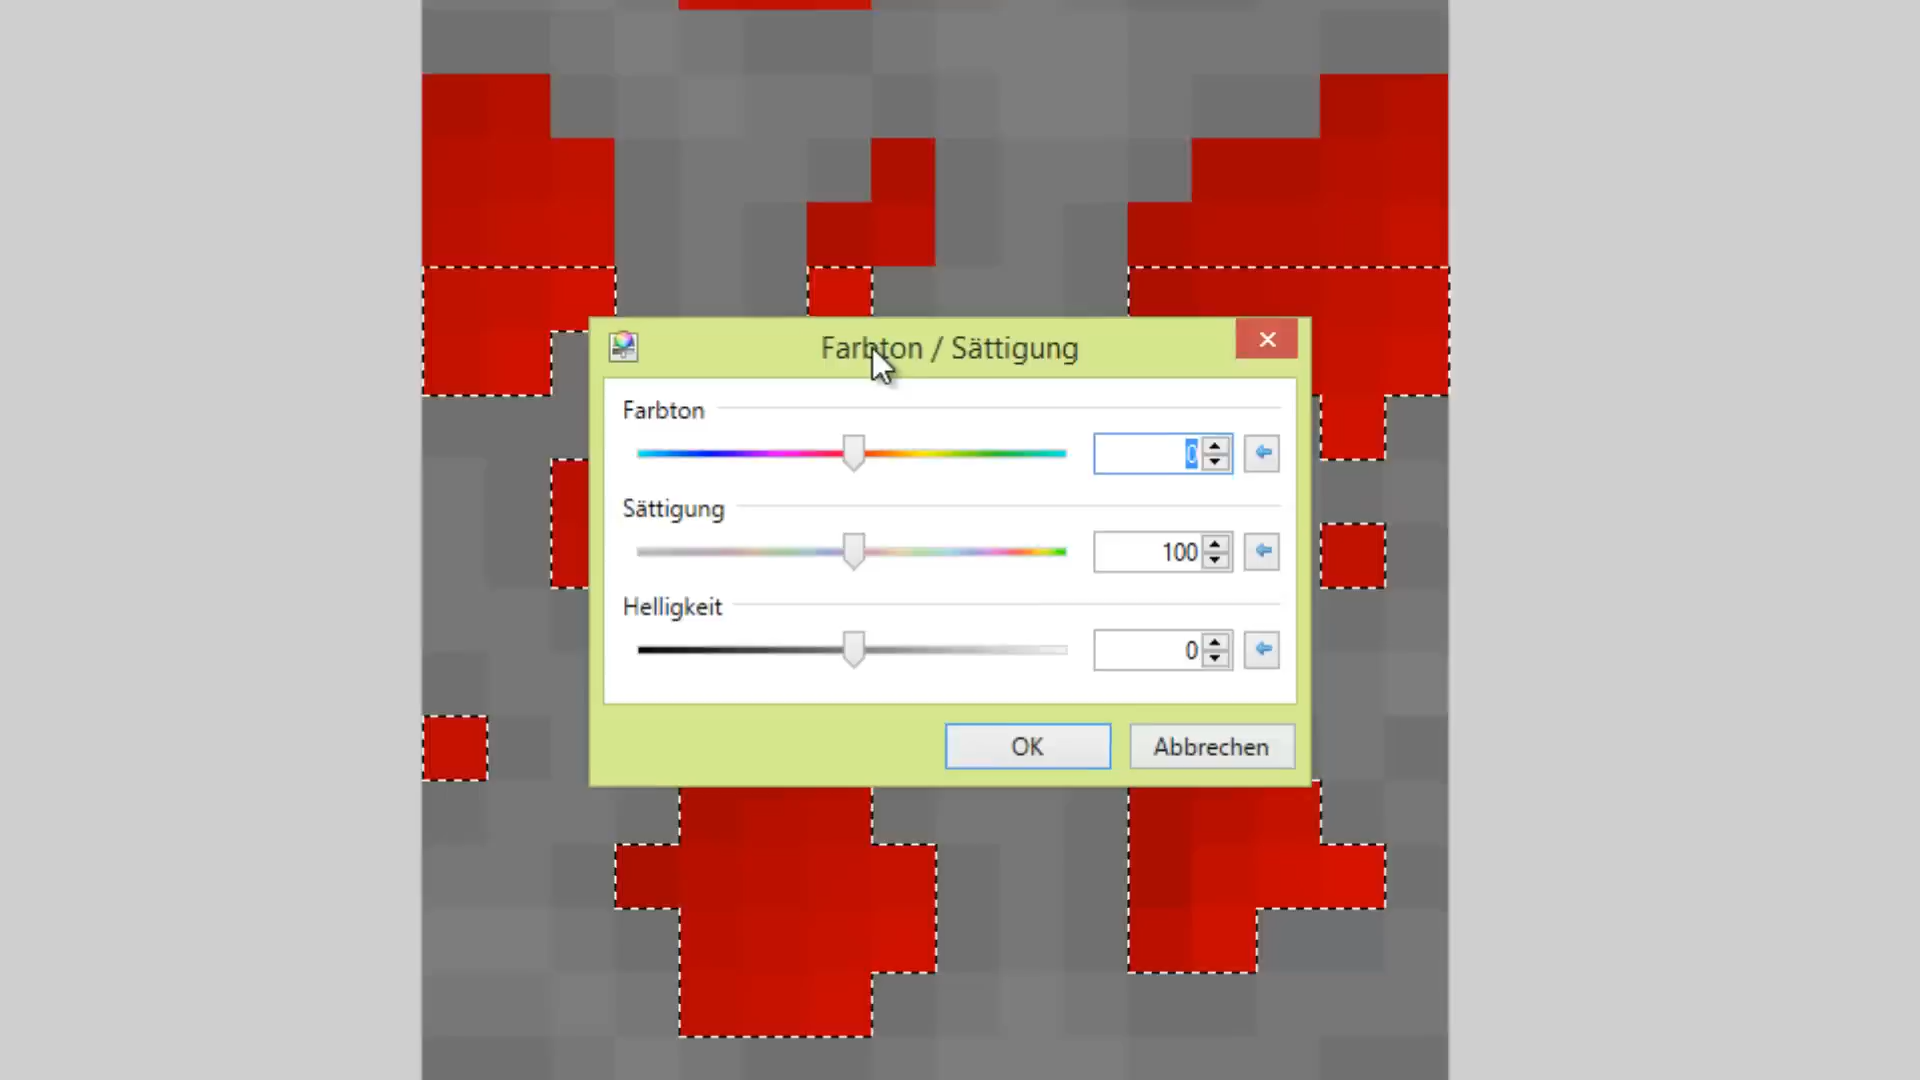 Farbton / Sättigung
Farbton
0
Sättigung
100
Helligkeit
0
OK
Abbrechen